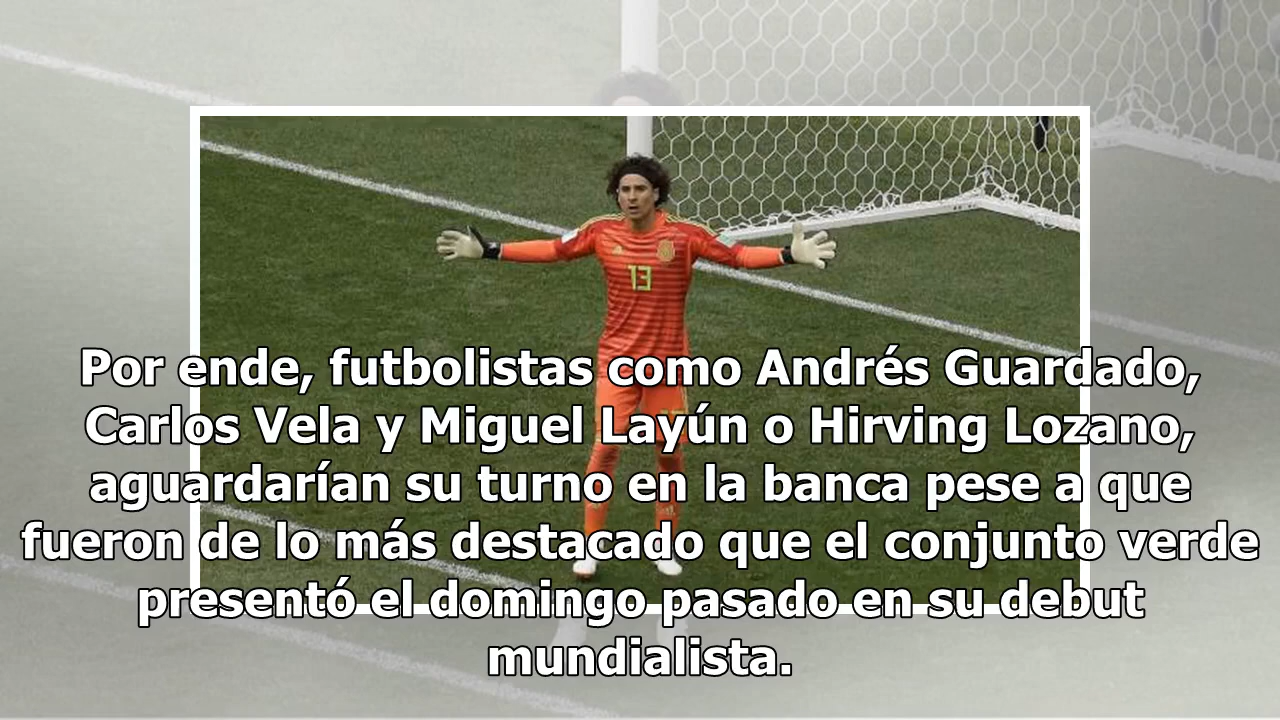 13
Por ende, futbolistas como Andrés Guardado,
Carlos Vela y Miguel Layún o Hirving Lozano,
aguardarían su turno en la banca pese a que
fueron de lo más destacado que el conjunto verde
presentó el domingo pasado en su debut
mundialista.